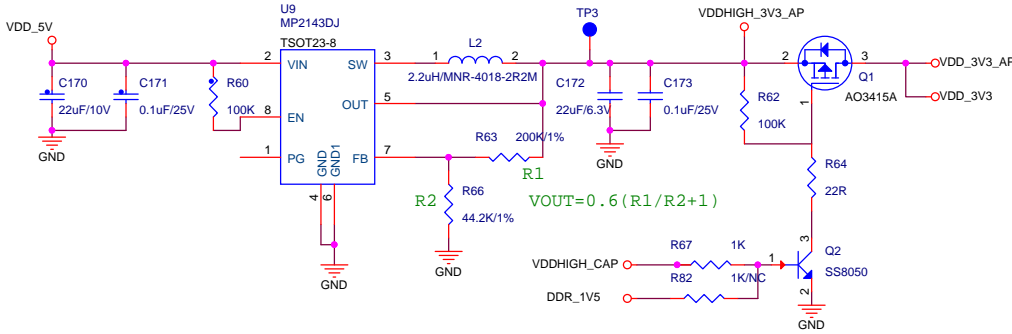 VDD_5V
U9
MP2143DJ
TSOT23-8
TP3
VDDHIGH_3V3_AP
2 VIN
SW 3
1 L2 2
2.2uH/MNR-4018-2R2M
2 3
Q1
AO3415A
1
VDD_3V3_AP
VDD_3V3
C170
22uF/10V
C171
0.1uF/25V
R60
100K
8 EN
OUT 5
C172
22uF/6.3V
C173
0.1uF/25V
R62
100K
GND
1 PG
GND
GND1
FB 7
4
6
R63 200K/1%
R1
GND
R64
22R
R2
R66
44.2K/1%
VOUT=0.6(R1/R2+1)
GND
GND
VDDHIGH_CAP
R67 1K
R82 1K/NC
DDR_1V5
1
3
Q2
SS8050
2
GND